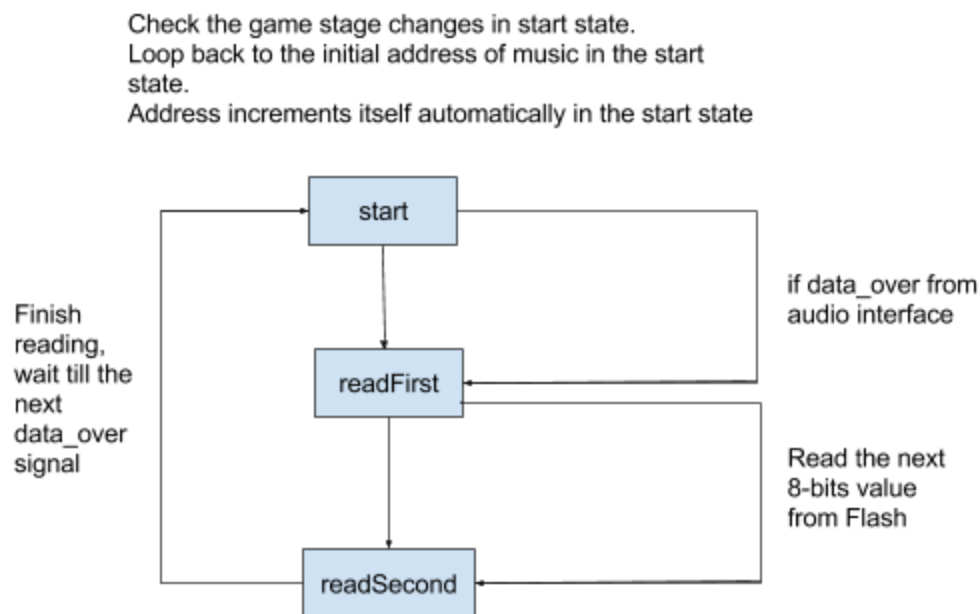 Check the game stage changes in start state.
Loop back to the initial address of music in the start
state.
Address increments itself automatically in the start state
start
if data_over from
audio interface
Finish
reading,
wait till the
next
data_over
signal
readFirst
Read the next
8-bits value
from Flash
readSecond